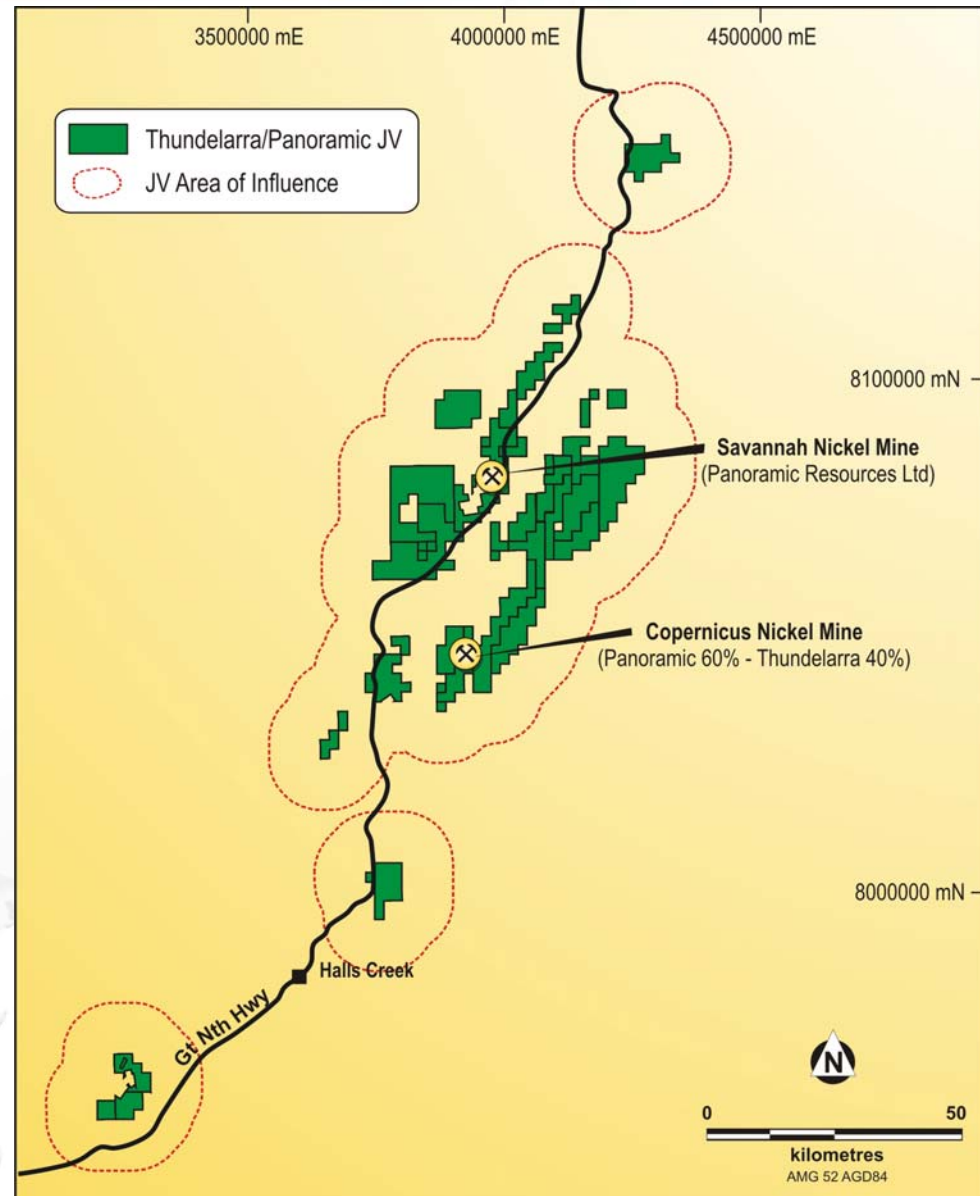 3500000 mE 4000000 mE 4500000 mE
Thundelarra/Panoramic JV
JV Area of Influence
8100000 mN
Savannah Nickel Mine
(Panoramic Resources Ltd)
Copernicus Nickel Mine
(Panoramic 60% - Thundelarra 40%)
8000000 mN
Halls Creek
Gt Nth Hwy
N
0 50
kilometres
AMG 52 AGD84